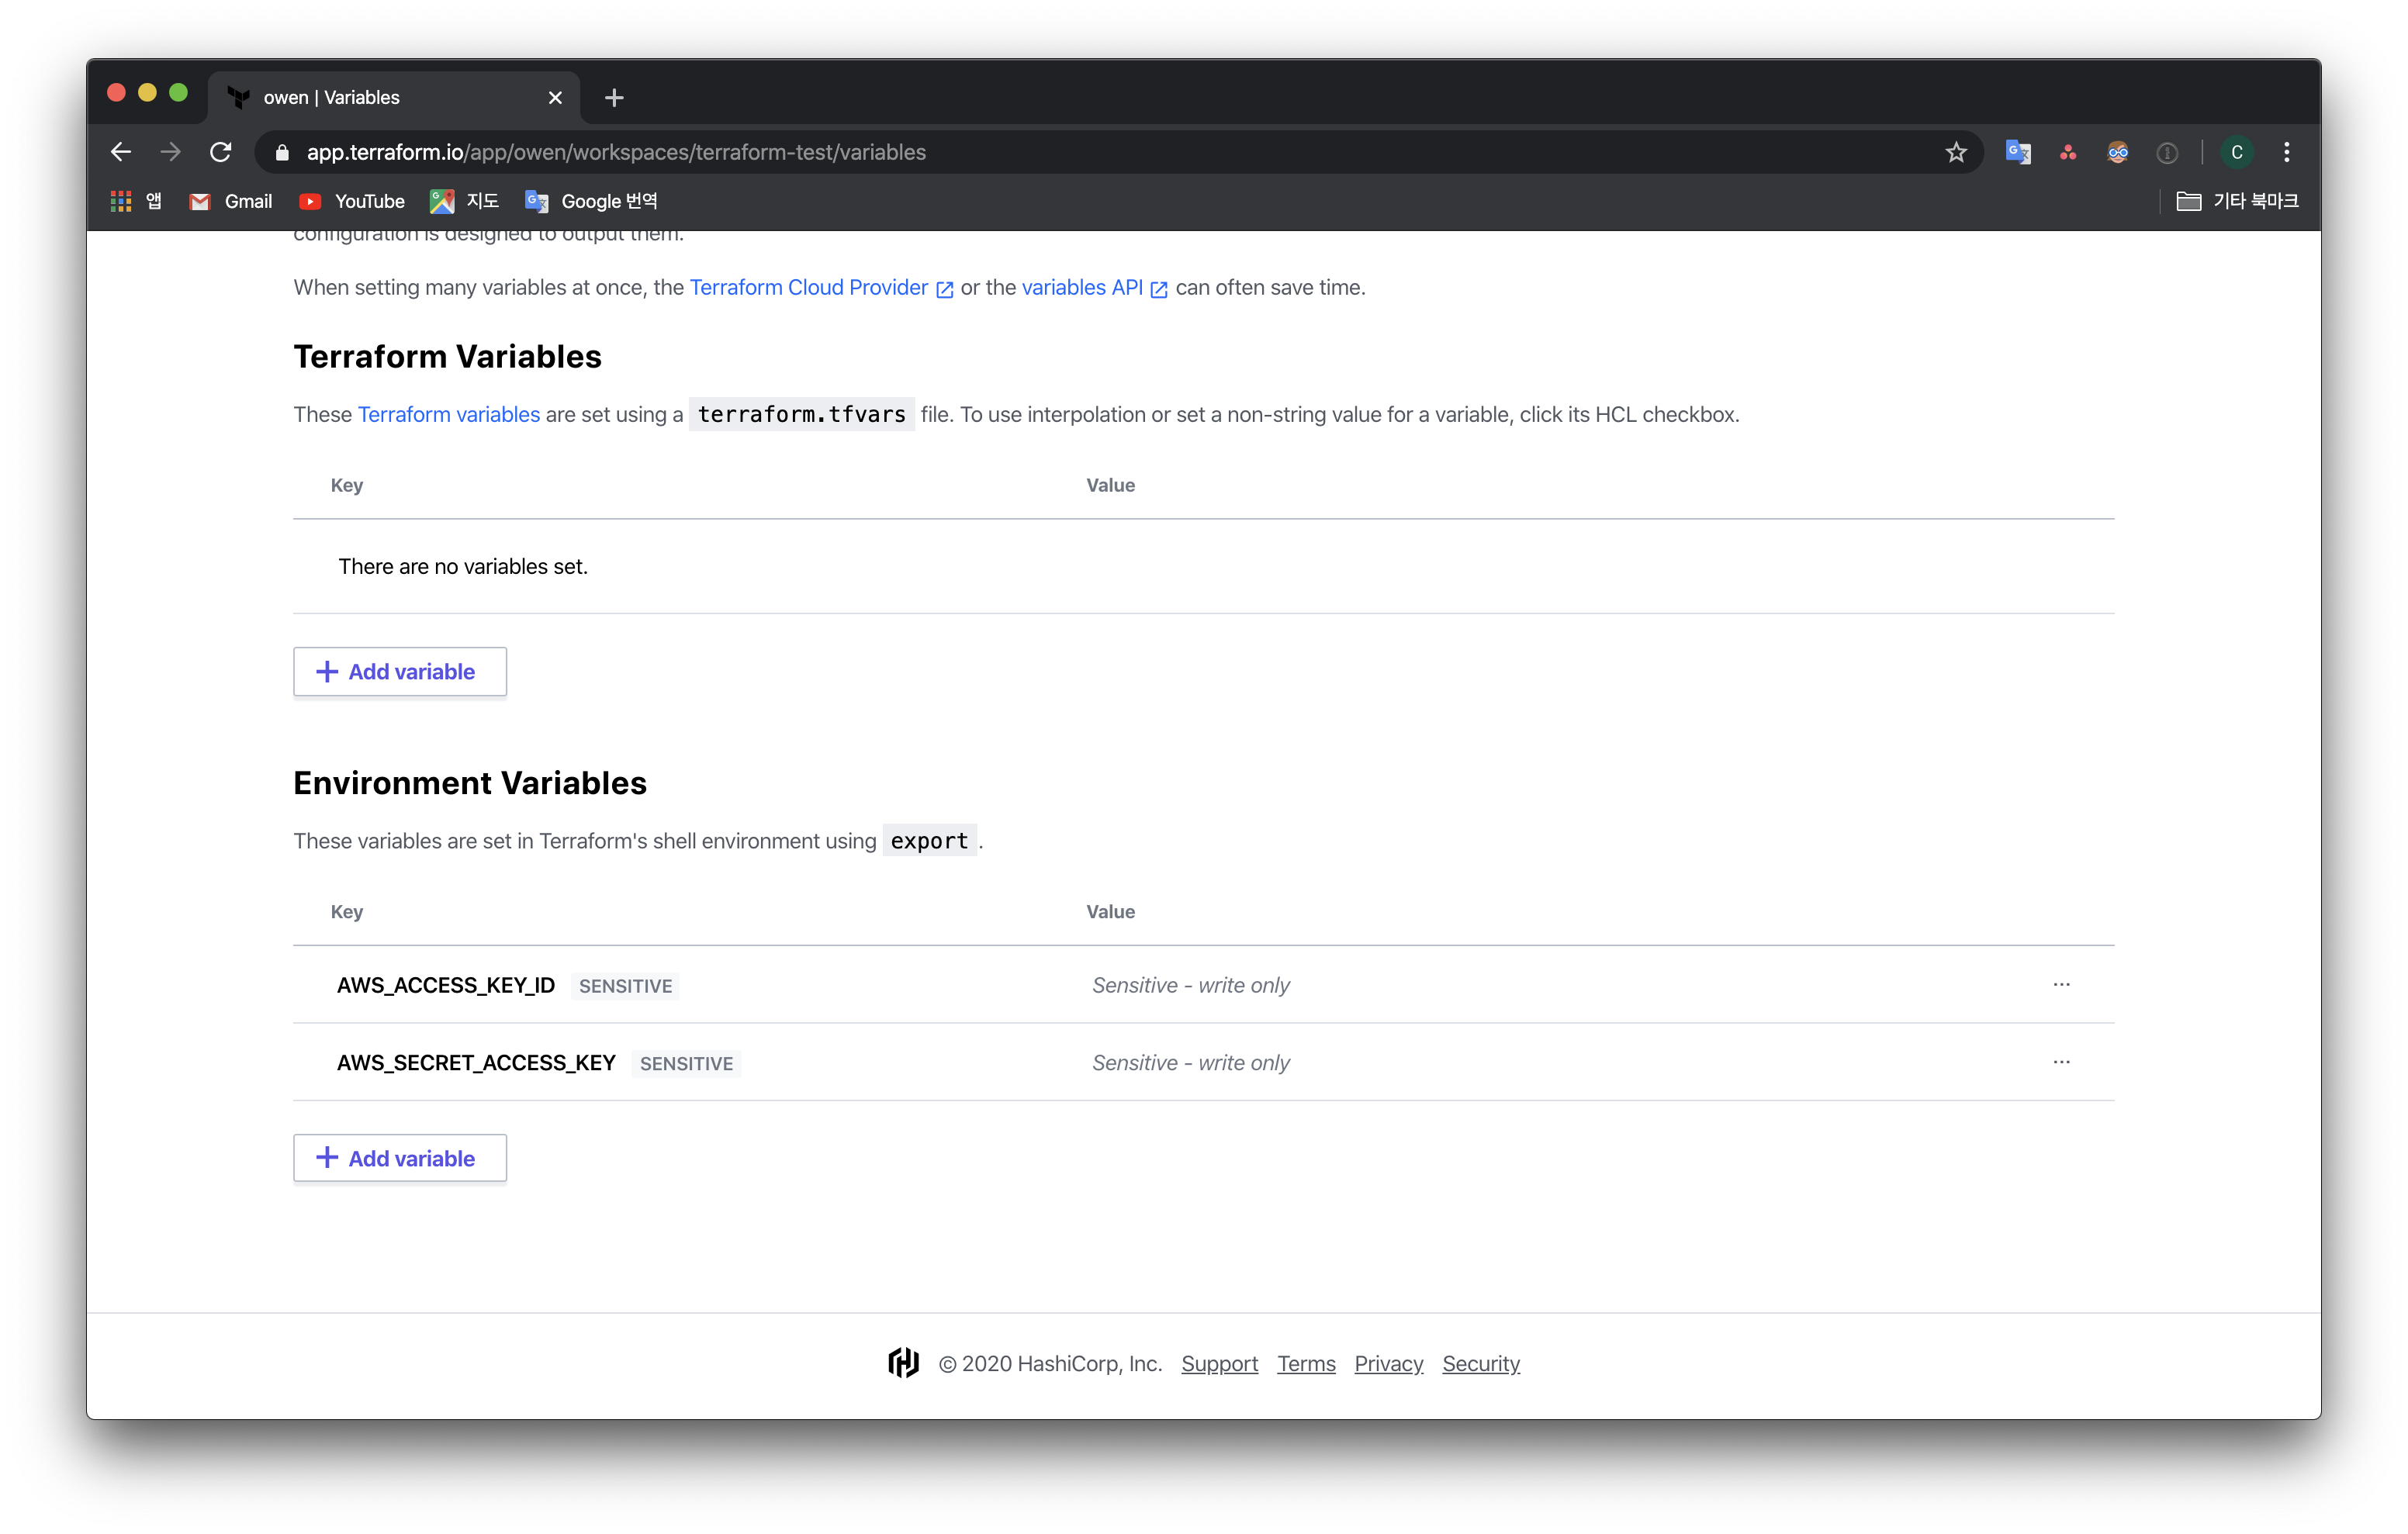 owen | Variables
app.terraform.io/app/owen/workspaces/terraform-test/variables
C
앱 Gmail YouTube 지도 Google 번역 기타 북마크
configuration is designed to output them.
When setting many variables at once, the Terraform Cloud Provider or the variables API can often save time.
Terraform Variables
These Terraform variables are set using a terraform.tfvars file. To use interpolation or set a non-string value for a variable, click its HCL checkbox.
Key Value
There are no variables set.
+ Add variable
Environment Variables
These variables are set in Terraform's shell environment using export .
Key Value
AWS_ACCESS_KEY_ID SENSITIVE Sensitive - write only ...
AWS_SECRET_ACCESS_KEY SENSITIVE Sensitive - write only ...
+ Add variable
© 2020 HashiCorp, Inc. Support Terms Privacy Security